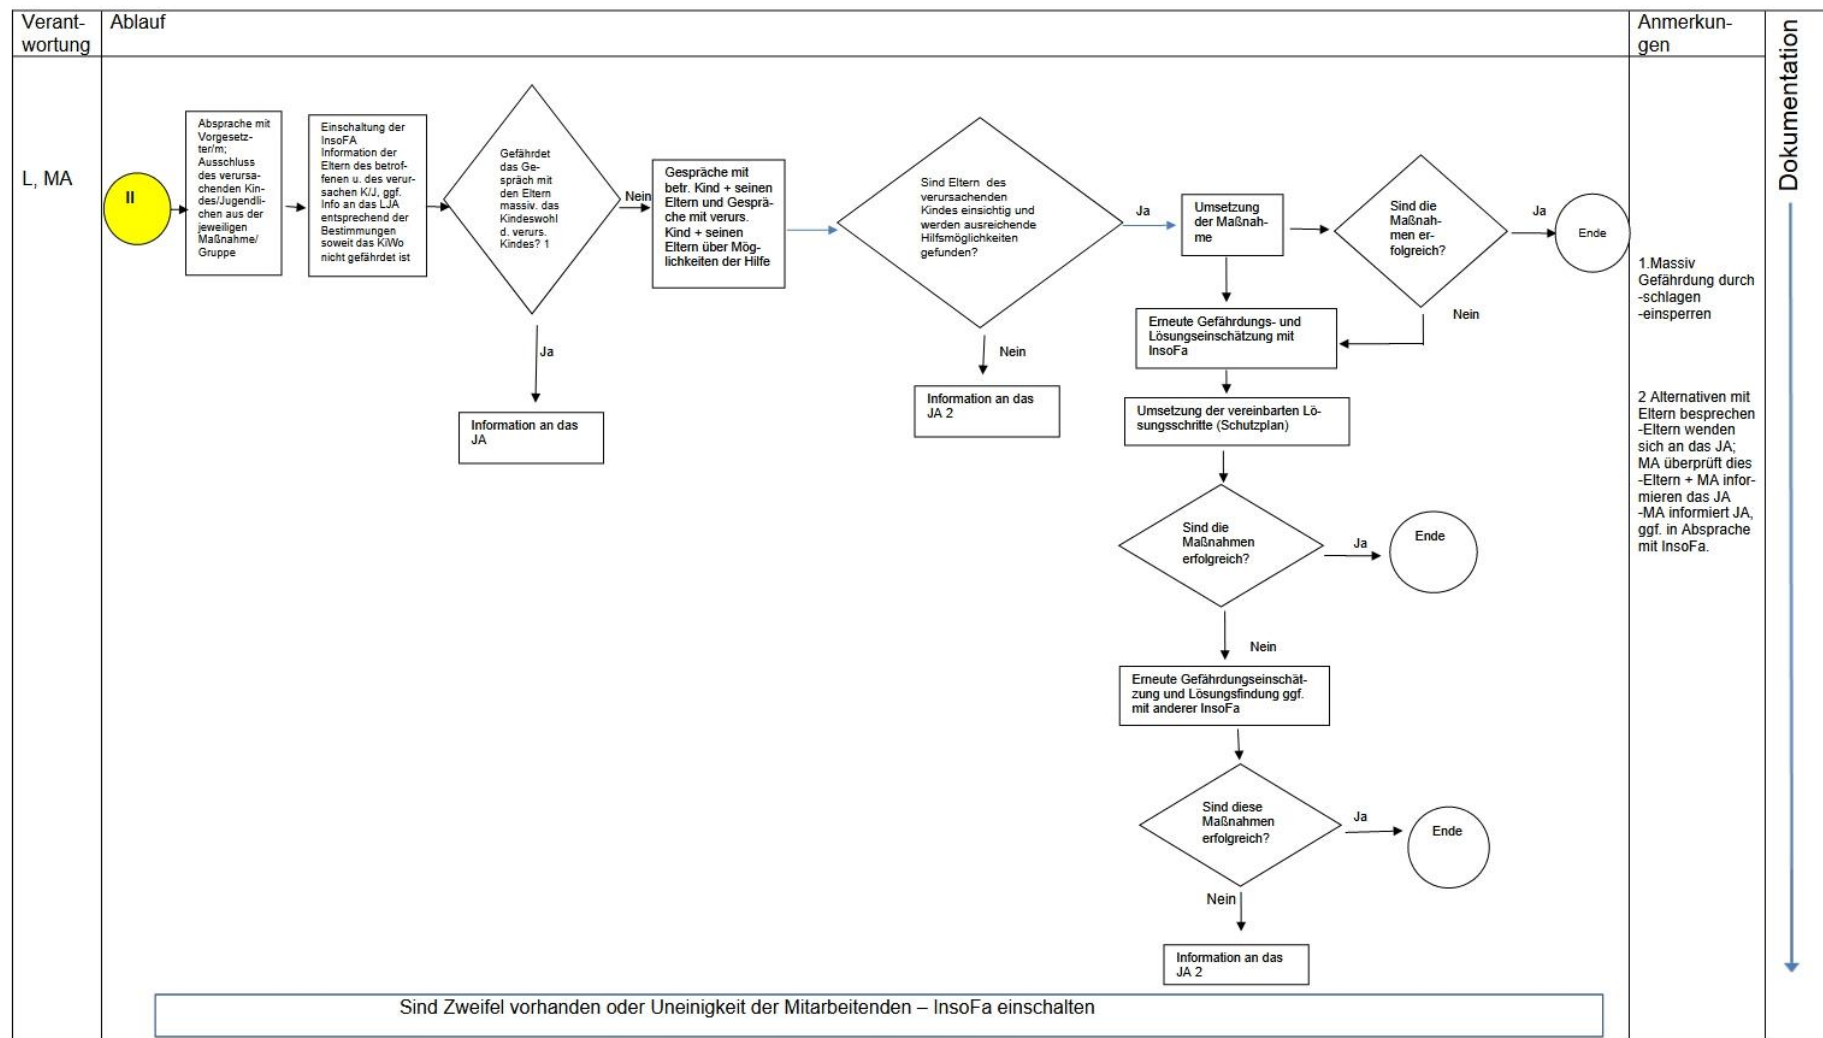 Verant-
wortung
Ablauf
Anmerkun-
gen
Dokumentation
L, MA
II
Absprache mit
Vorgesetz-
ter/m;
Ausschluss
des verursa-
chenden Kin-
des/Jugendli-
chen aus der
jeweiligen
Maßnahme/
Gruppe
Einschaltung der
InsoFA
Information der
Eltern des betrof-
fenen u. des verur-
sachen K/J, ggf.
Info an das LJA
entsprechend der
Bestimmungen
soweit das KiWo
nicht gefährdet ist
Gefährdet
das Ge-
spräch mit
den Eltern
massiv. das
Kindeswohl
d. verurs.
Kindes? 1
Nein
Ja
Information an das
JA
Gespräche mit
betr. Kind + seinen
Eltern und Gesprä-
che mit verurs.
Kind + seinen
Eltern über Mög-
lichkeiten der Hilfe
Sind Eltern des
verursachenden
Kindes einsichtig und
werden ausreichende
Hilfsmöglichkeiten
gefunden?
Ja
Nein
Information an das
JA 2
Umsetzung
der Maßnah-
me
Sind die
Maßnah-
men er-
folgreich?
Ja
Ende
Nein
Erneute Gefährdungs- und
Lösungseinschätzung mit
InsoFa
Umsetzung der vereinbarten Lö-
sungsschritte (Schutzplan)
Sind die
Maßnahmen
erfolgreich?
Ja
Ende
Nein
Erneute Gefährdungseinschät-
zung und Lösungsfindung ggf.
mit anderer InsoFa
Sind diese
Maßnahmen
erfolgreich?
Ja
Ende
Nein
Information an das
JA 2
1.Massiv
Gefährdung durch
-schlagen
-einsperren
2 Alternativen mit
Eltern besprechen
-Eltern wenden
sich an das JA;
MA überprüft dies
-Eltern + MA infor-
mieren das JA
-MA informiert JA,
ggf. in Absprache
mit InsoFa.
Sind Zweifel vorhanden oder Uneinigkeit der Mitarbeitenden – InsoFa einschalten